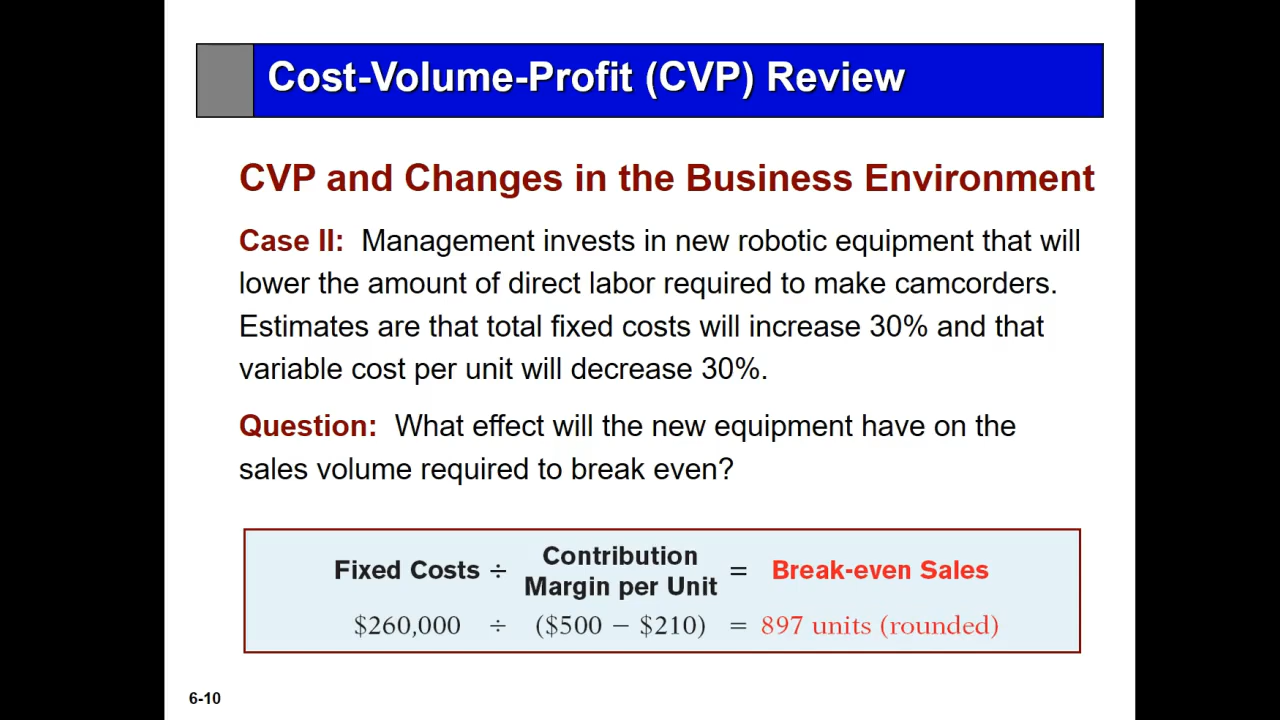 Cost-Volume-Profit (CVP) Review
CVP and Changes in the Business Environment
Case II: Management invests in new robotic equipment that will
lower the amount of direct labor required to make camcorders.
Estimates are that total fixed costs will increase 30% and that
variable cost per unit will decrease 30%.
Question: What effect will the new equipment have on the
sales volume required to break even?
Fixed Costs ÷ Contribution Margin per Unit = Break-even Sales
$260,000 ÷ ($500 − $210) = 897 units (rounded)
6-10